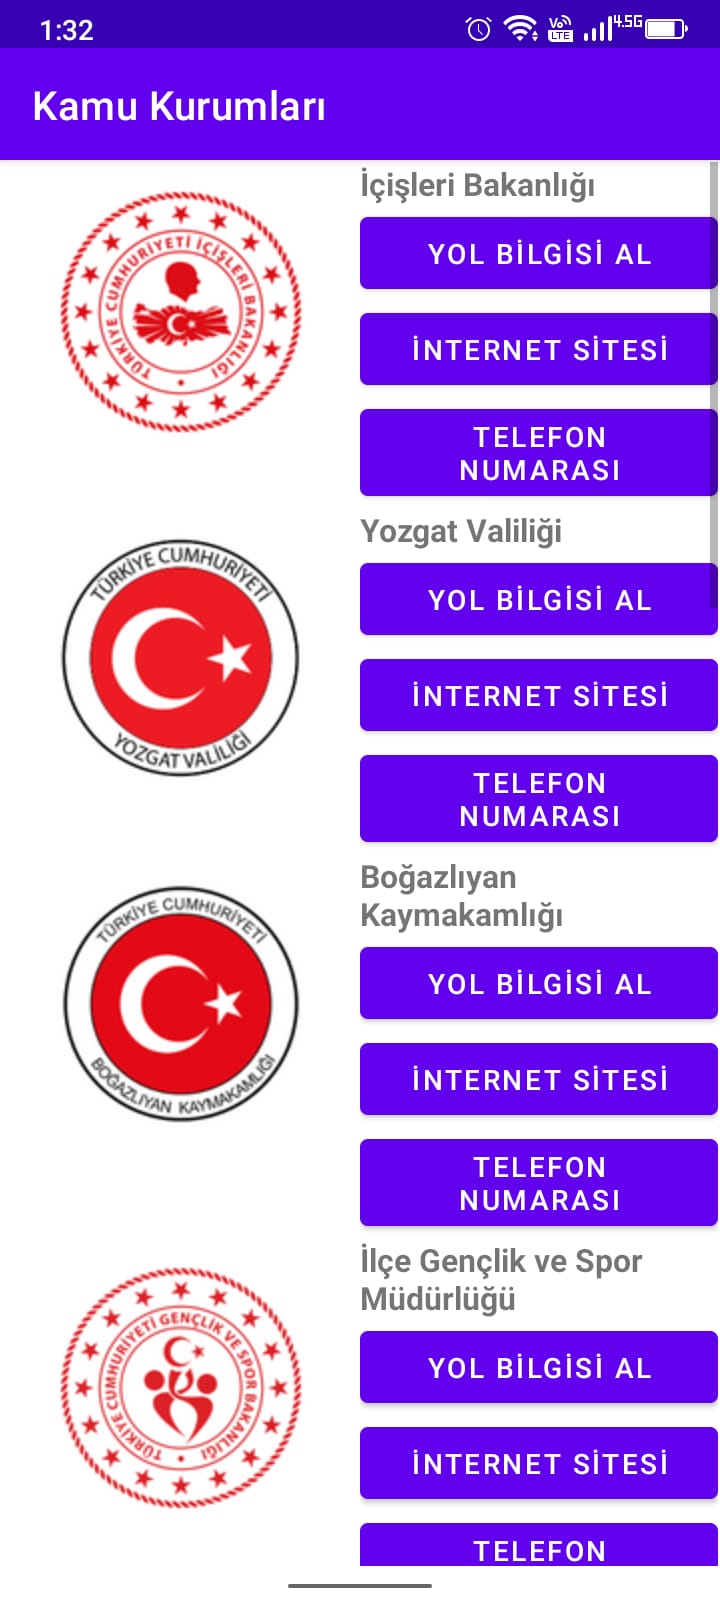 1:32
Vo
LTE
4.5G
Kamu Kurumları
İçişleri Bakanlığı
TÜRKİYE CUMHURİYETİ İÇİŞLERİ BAKANLIĞI
YOL BİLGİSİ AL
İNTERNET SİTESİ
TELEFON
NUMARASI
Yozgat Valiliği
TÜRKİYE CUMHURİYETİ
YOZGAT VALİLİĞİ
YOL BİLGİSİ AL
İNTERNET SİTESİ
TELEFON
NUMARASI
Boğazlıyan
Kaymakamlığı
TÜRKİYE CUMHURİYETİ
BOĞAZLIYAN KAYMAKAMLIĞI
YOL BİLGİSİ AL
İNTERNET SİTESİ
TELEFON
NUMARASI
İlçe Gençlik ve Spor
Müdürlüğü
TÜRKİYE CUMHURİYETİ GENÇLİK VE SPOR BAKANLIĞI
YOL BİLGİSİ AL
İNTERNET SİTESİ
TELEFON